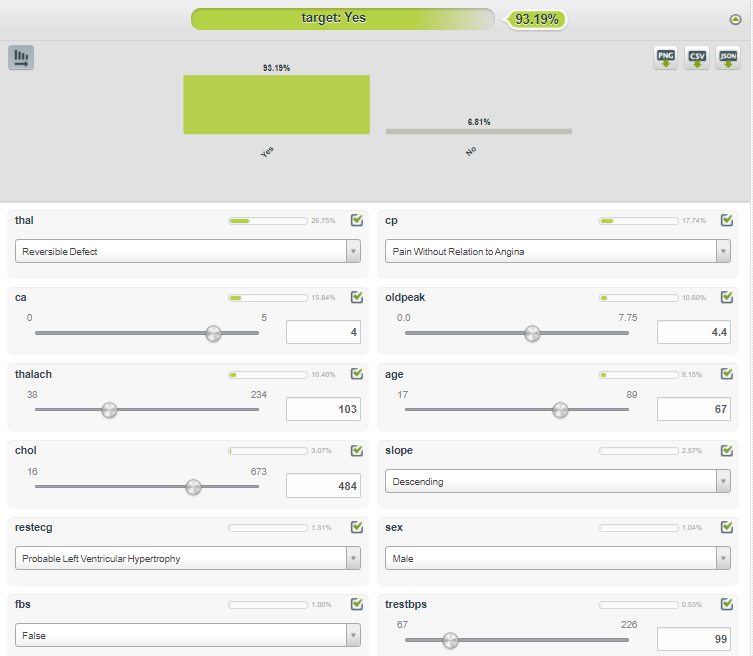 target: Yes
93.19%
PNG CSV JSON
93.19%
6.81%
Yes No
thal 26.75% cp 17.74%
Reversible Defect Pain Without Relation to Angina
ca 15.84% oldpeak 10.60%
0 5 0.0 7.75
4 4.4
thalach 10.40% age 9.15%
38 234 17 89
103 67
chol 3.07% slope 2.57%
16 673
484 Descending
restecg 1.31% sex 1.04%
Probable Left Ventricular Hypertrophy Male
fbs 1.00% trestbps 0.53%
67 226
False 99